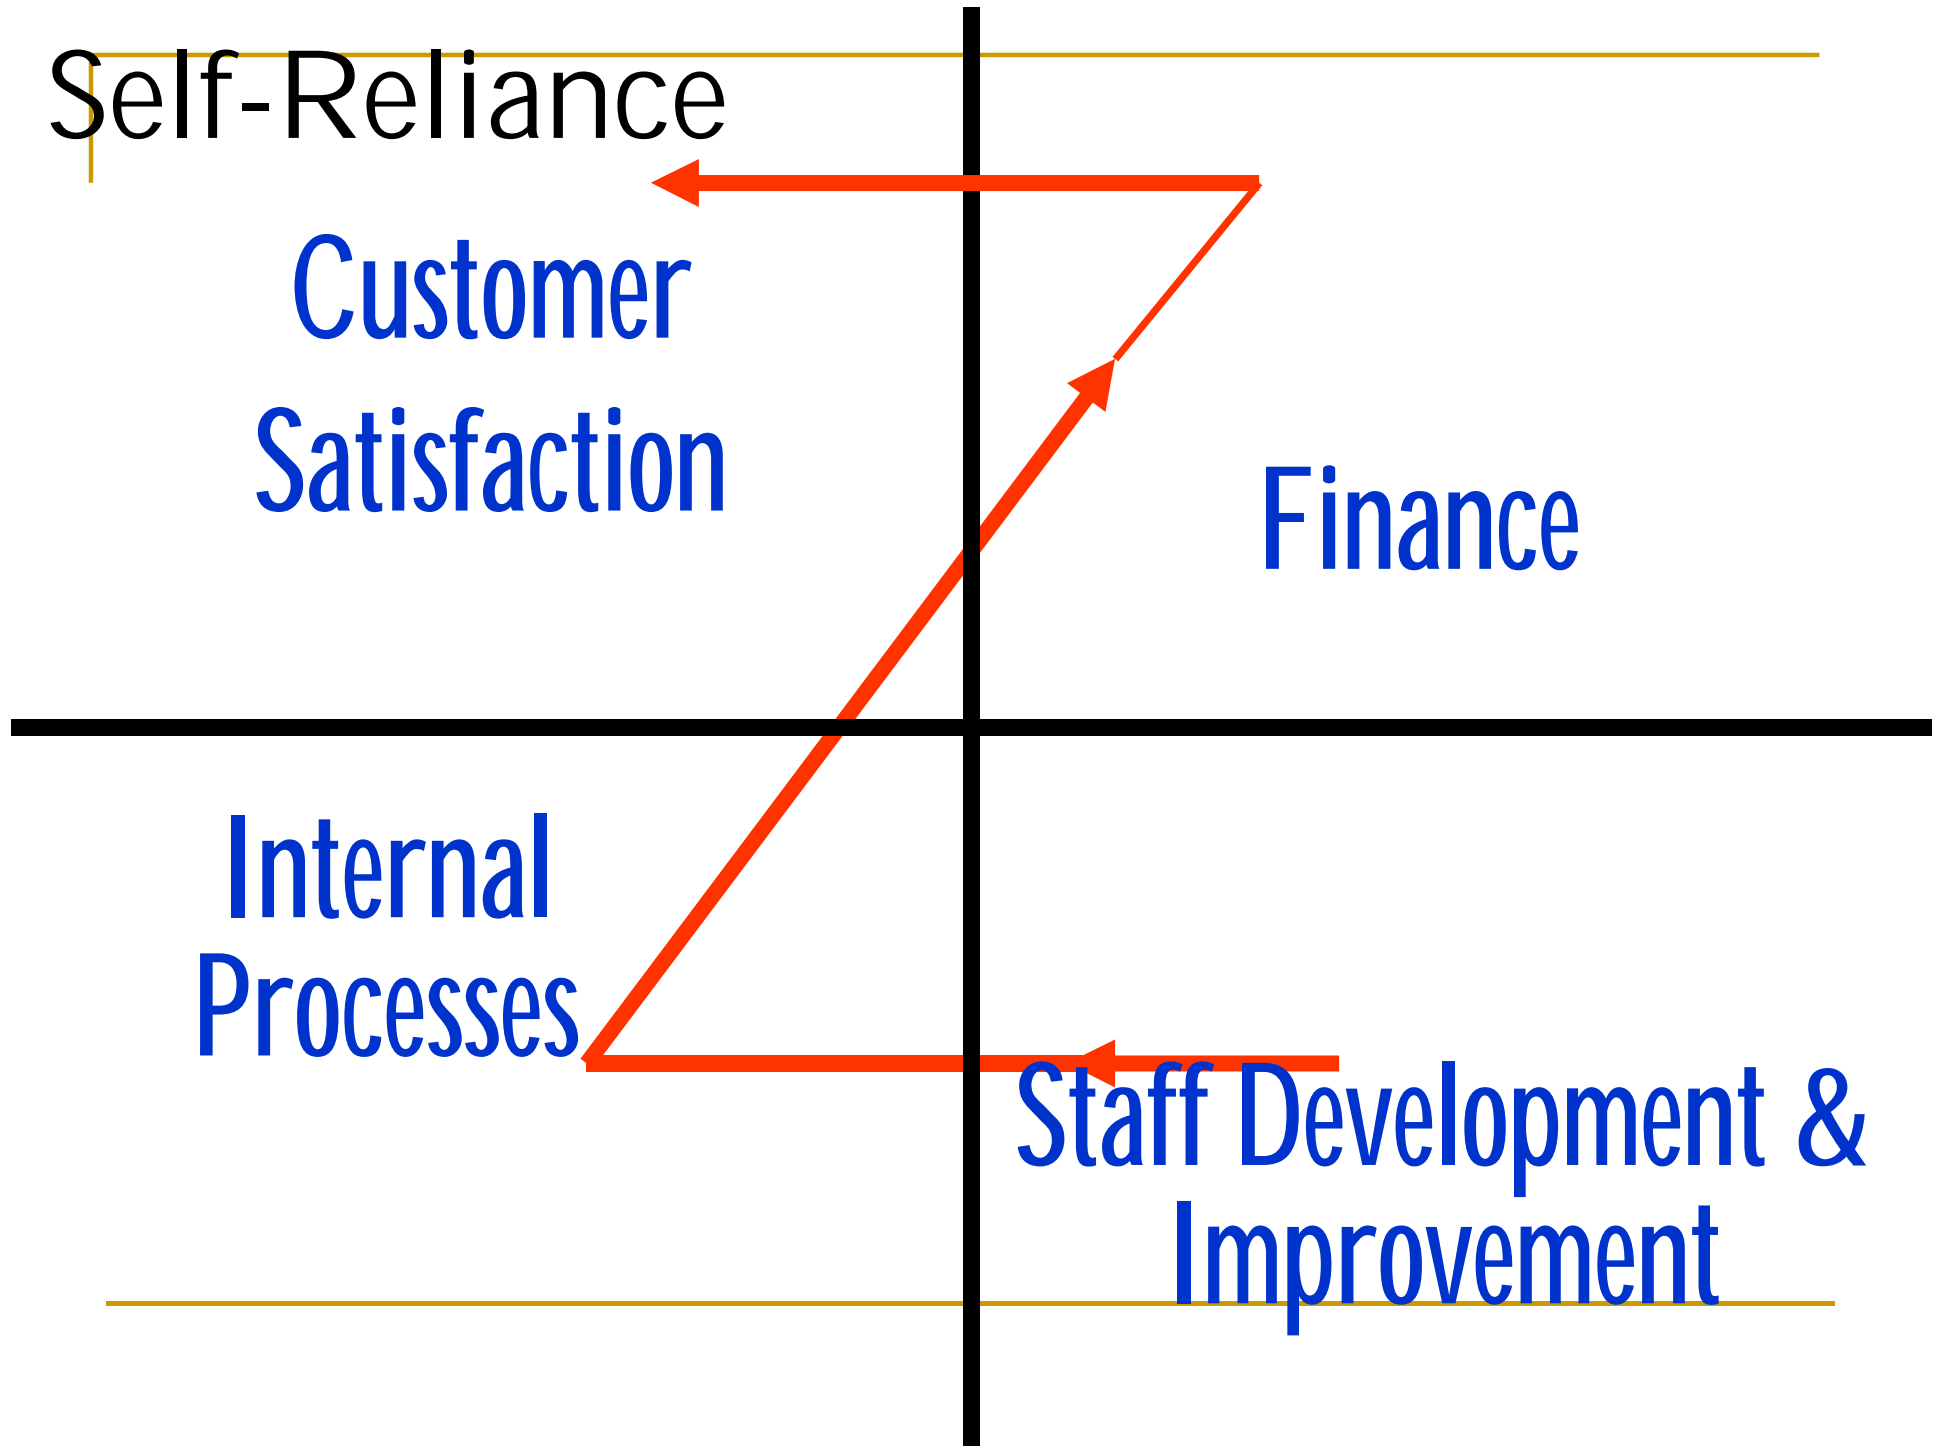 Self-Reliance
Customer
Satisfaction
Finance
Internal
Processes
Staff Development &
Improvement